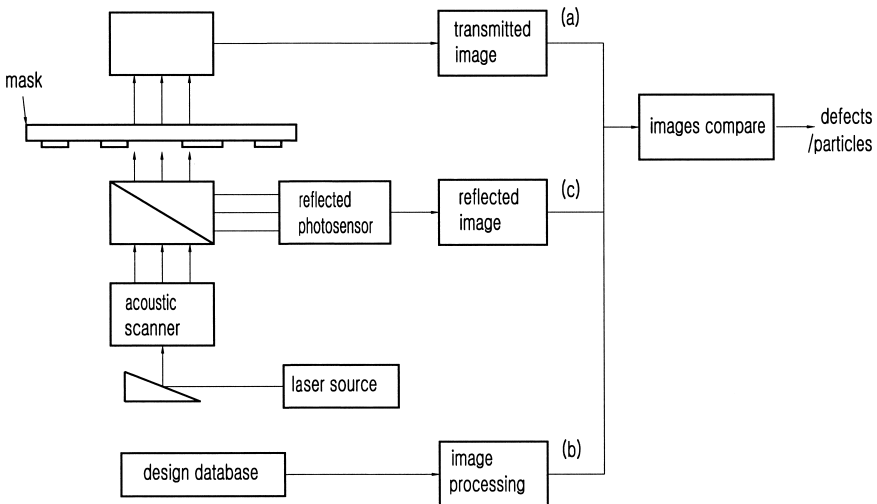 transmitted
image
(a)
mask
images compare
defects
/particles
reflected
photosensor
reflected
image
(c)
acoustic
scanner
laser source
design database
image
processing
(b)